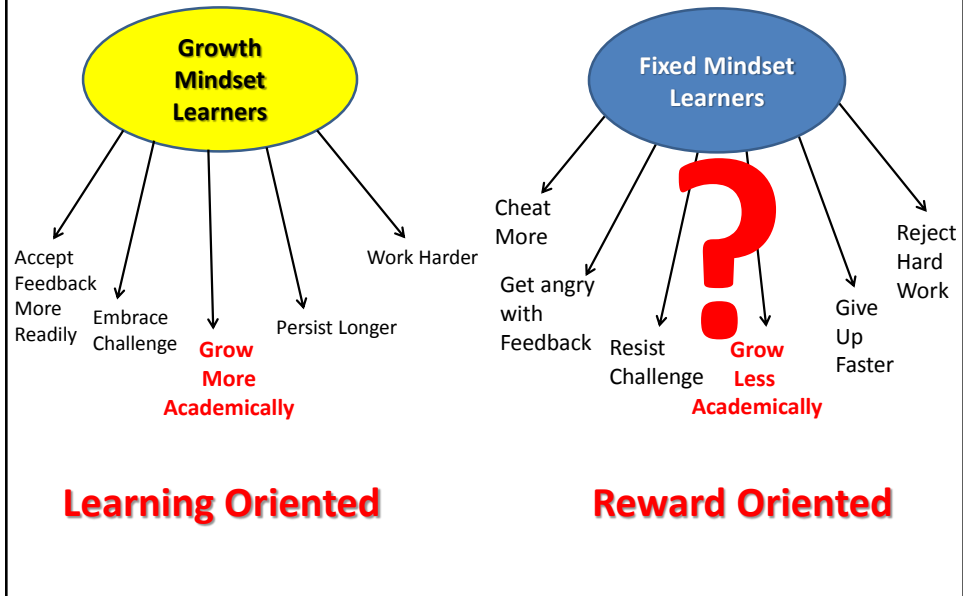 Growth
Mindset
Learners
Accept
Feedback
More
Readily
Embrace
Challenge
Grow
More
Academically
Persist Longer
Work Harder
Learning Oriented
Fixed Mindset
Learners
?
Cheat
More
Get angry
with
Feedback
Resist
Challenge
Grow
Less
Academically
Give
Up
Faster
Reject
Hard
Work
Reward Oriented